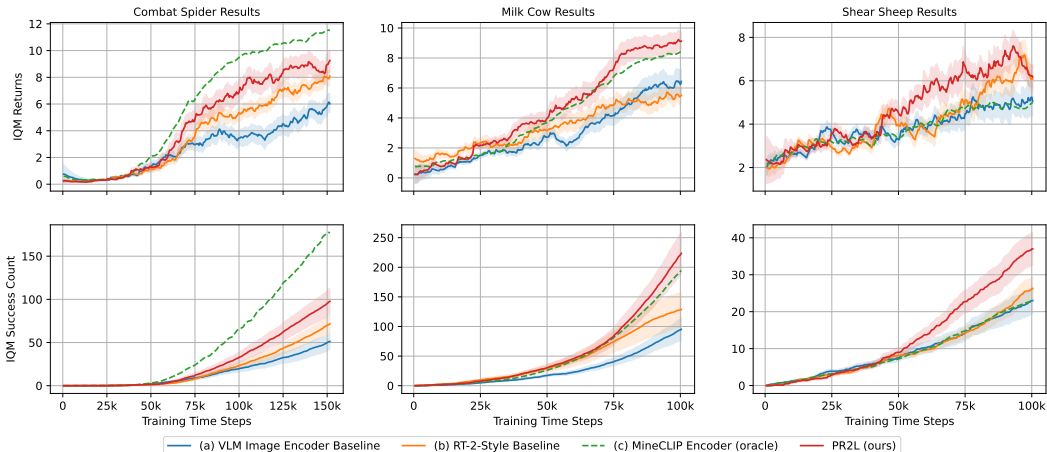 Combat Spider Results
Milk Cow Results
Shear Sheep Results
IQM Returns
12
10
8
6
4
2
0
10
8
6
4
2
0
8
6
4
2
IQM Success Count
150
100
50
0
250
200
150
100
50
0
40
30
20
10
0
0 25k 50k 75k 100k 125k 150k
0 25k 50k 75k 100k
0 25k 50k 75k 100k
Training Time Steps
Training Time Steps
Training Time Steps
(a) VLM Image Encoder Baseline
(b) RT-2-Style Baseline
(c) MineCLIP Encoder (oracle)
PR2L (ours)